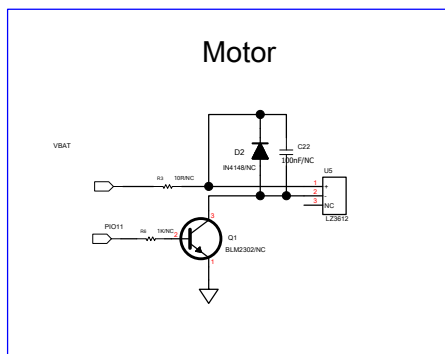 Motor
VBAT
R3 10R/NC
D2
IN4148/NC
C22
100nF/NC
U5
1 +
2 -
3 NC
LZ3612
PIO11
R6 1K/NC
2
3
Q1
BLM2302/NC
1